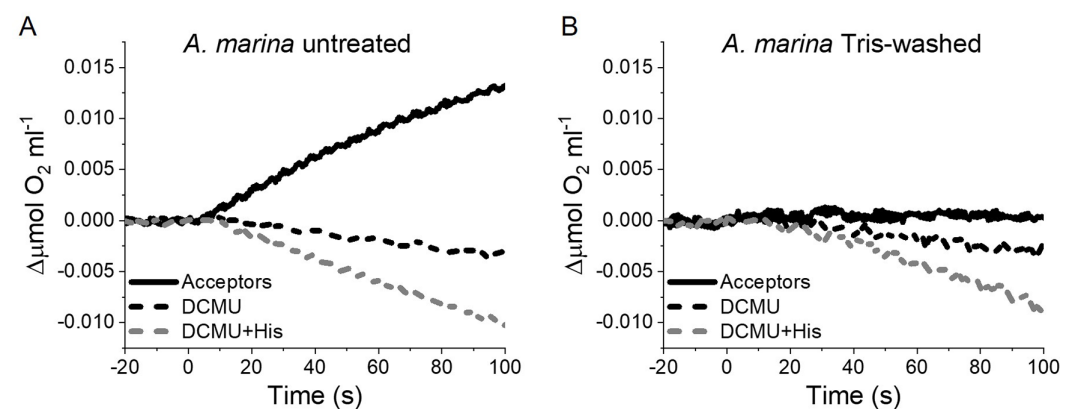 A
A. marina untreated
0.015
0.010
0.005
0.000
-0.005
-0.010
Δμmol O₂ ml⁻¹
Acceptors
DCMU
DCMU+His
-20 0 20 40 60 80 100
Time (s)
B
A. marina Tris-washed
0.015
0.010
0.005
0.000
-0.005
-0.010
Δμmol O₂ ml⁻¹
Acceptors
DCMU
DCMU+His
-20 0 20 40 60 80 100
Time (s)